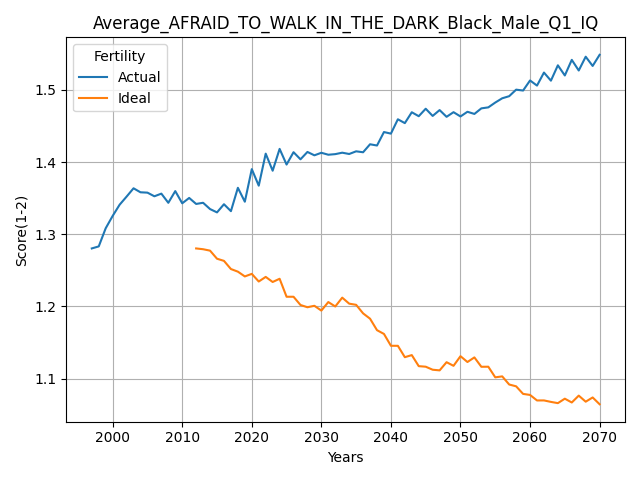 Average_AFRAID_TO_WALK_IN_THE_DARK_Black_Male_Q1_IQ
Fertility
Actual
Ideal
Score(1-2)
1.5
1.4
1.3
1.2
1.1
2000 2010 2020 2030 2040 2050 2060 2070
Years